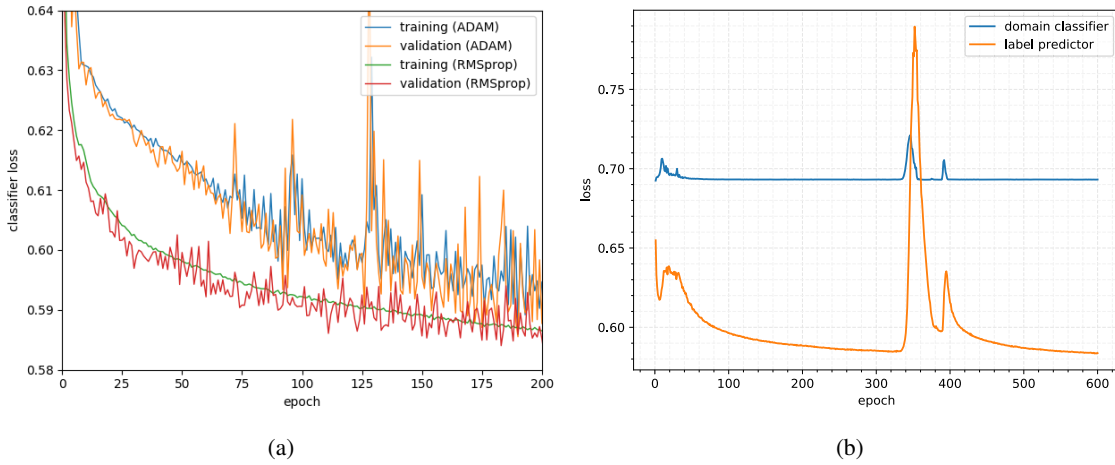 0.64
0.63
0.62
0.61
0.60
0.59
0.58
classifier loss
training (ADAM)
validation (ADAM)
training (RMSprop)
validation (RMSprop)
0 25 50 75 100 125 150 175 200
epoch
(a)
domain classifier
label predictor
0.75
0.70
0.65
0.60
loss
0 100 200 300 400 500 600
epoch
(b)